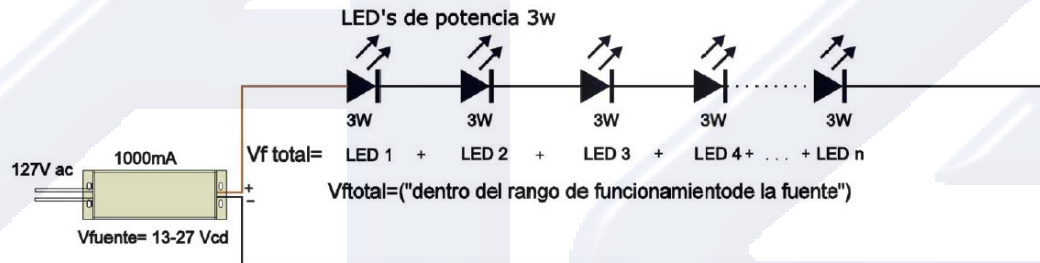 LED's de potencia 3w
3W 3W 3W 3W 3W
127V ac
1000mA
Vf total= LED 1 + LED 2 + LED 3 + LED 4+ . . . + LED n
+
−
Vftotal=("dentro del rango de funcionamientode la fuente")
Vfuente= 13-27 Vcd